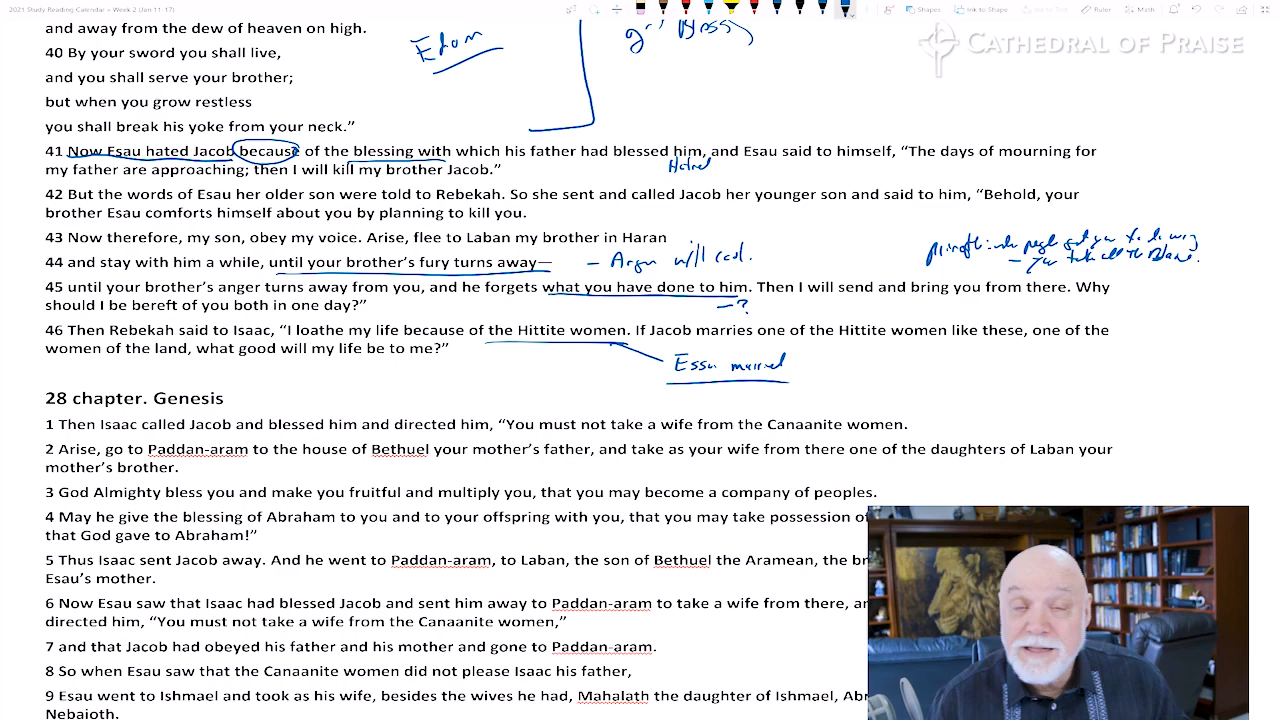 2021 Study Reading Calendar - Week 2 (Jan 11-17)
Shapes Ink to Shape Ruler Math
CATHEDRAL OF PRAISE
and away from the dew of heaven on high.
Bless
40 By your sword you shall live,
Edom
and you shall serve your brother;
but when you grow restless
you shall break his yoke from your neck.”
41 Now Esau hated Jacob because of the blessing with which his father had blessed him, and Esau said to himself, “The days of mourning for
my father are approaching; then I will kill my brother Jacob.”
Hatred
42 But the words of Esau her older son were told to Rebekah. So she sent and called Jacob her younger son and said to him, “Behold, your
brother Esau comforts himself about you by planning to kill you.
43 Now therefore, my son, obey my voice. Arise, flee to Laban my brother in Haran
44 and stay with him a while, until your brother’s fury turns away—
- Anger will cool.
- You take all the Blame.
45 until your brother’s anger turns away from you, and he forgets what you have done to him. Then I will send and bring you from there. Why
should I be bereft of you both in one day?”
- ?
46 Then Rebekah said to Isaac, “I loathe my life because of the Hittite women. If Jacob marries one of the Hittite women like these, one of the
women of the land, what good will my life be to me?”
Esau married
28 chapter. Genesis
1 Then Isaac called Jacob and blessed him and directed him, “You must not take a wife from the Canaanite women.
2 Arise, go to Paddan-aram to the house of Bethuel your mother’s father, and take as your wife from there one of the daughters of Laban your
mother’s brother.
3 God Almighty bless you and make you fruitful and multiply you, that you may become a company of peoples.
4 May he give the blessing of Abraham to you and to your offspring with you, that you may take possession of
that God gave to Abraham!”
5 Thus Isaac sent Jacob away. And he went to Paddan-aram, to Laban, the son of Bethuel the Aramean, the
Esau’s mother.
6 Now Esau saw that Isaac had blessed Jacob and sent him away to Paddan-aram to take a wife from there,
directed him, “You must not take a wife from the Canaanite women,”
7 and that Jacob had obeyed his father and his mother and gone to Paddan-aram.
8 So when Esau saw that the Canaanite women did not please Isaac his father,
9 Esau went to Ishmael and took as his wife, besides the wives he had, Mahalath the daughter of Ishmael,
Nebaioth.